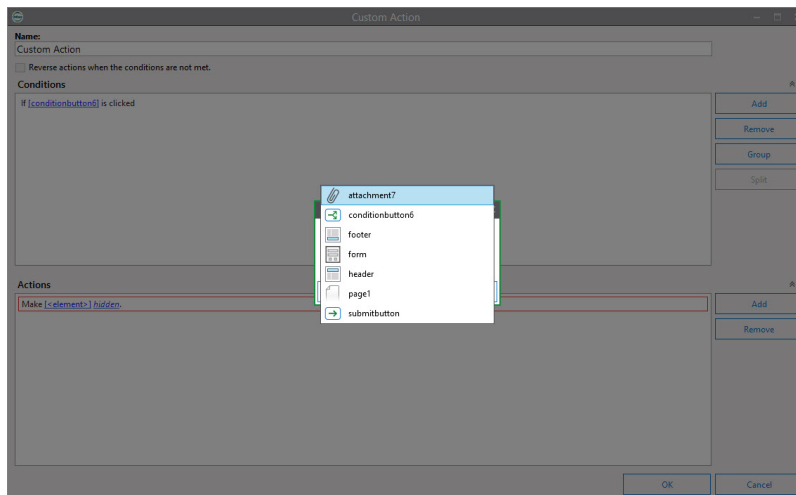 Custom Action
Name:
Custom Action
Reverse actions when the conditions are not met.
Conditions
If [conditionbutton6] is clicked
Add
Remove
Group
Split
attachment7
conditionbutton6
footer
form
header
page1
submitbutton
Actions
Make [<element>] hidden.
Add
Remove
OK
Cancel